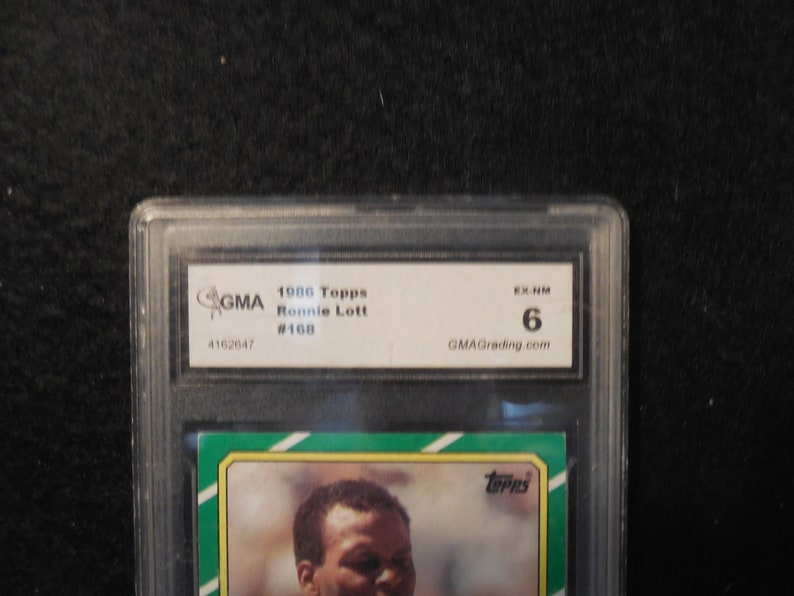 GMA
1986 Topps
Ronnie Lott
#168
4162647
EX-NM
6
GMAGrading.com
Topps